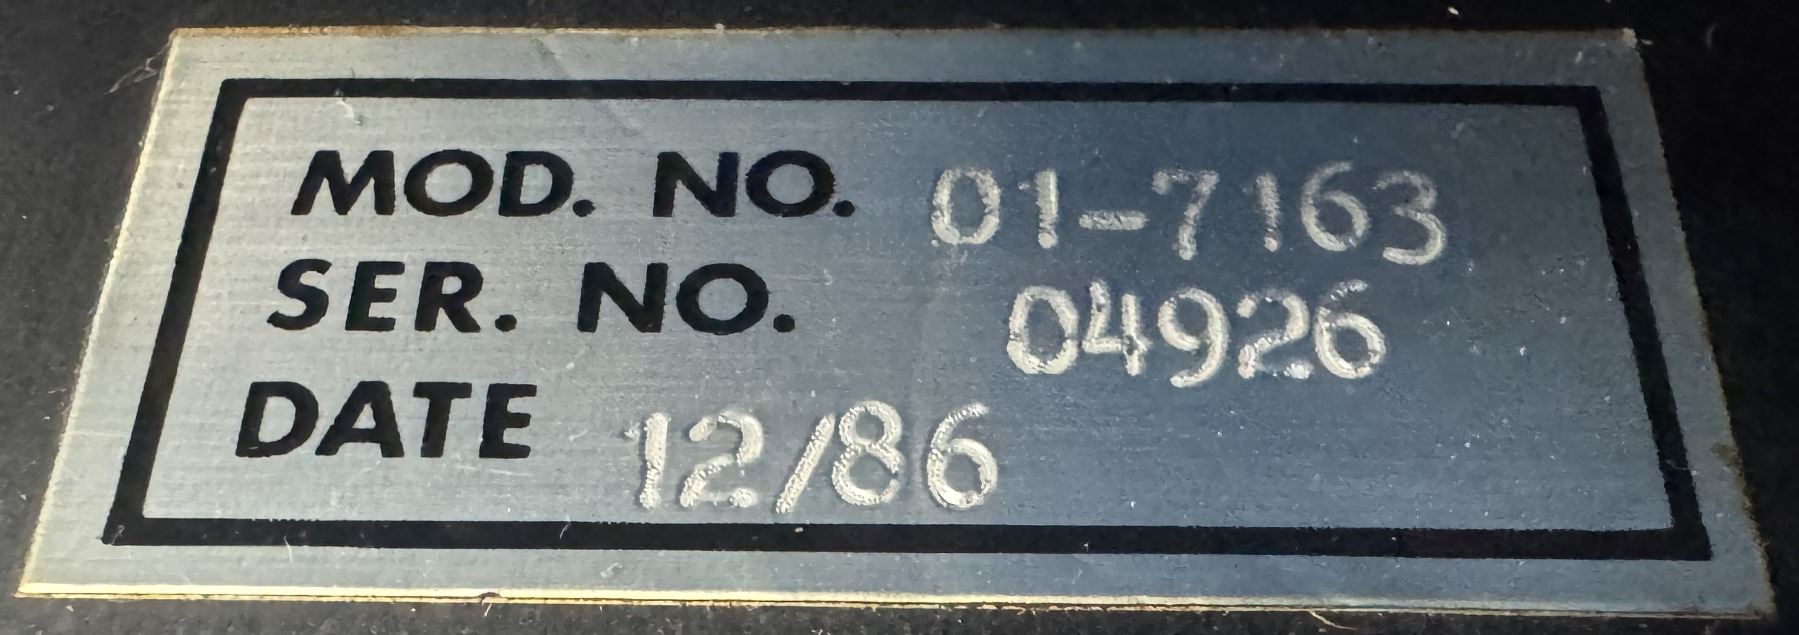 MOD. NO. 01-7163
SER. NO. 04926
DATE 12/86